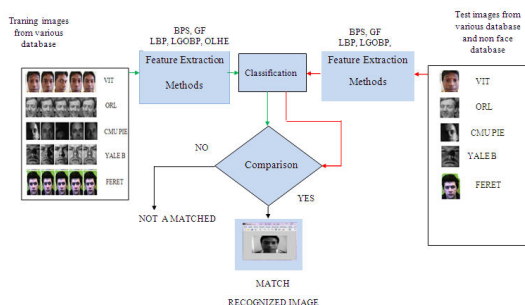 Traning images
from various
database
VIT
ORL
CMU PIE
YALE B
FERET
BPS, GF
LBP, LGOBP, OLHE
Feature Extraction
Methods
Classification
BPS, GF
LBP, LGOBP,
Feature Extraction
Methods
Test images from
various database
and non face
database
VIT
ORL
CMU PIE
YALE B
FERET
Comparison
NO
YES
NOT A MATCHED
MATCH
RECOGNIZED IMAGE